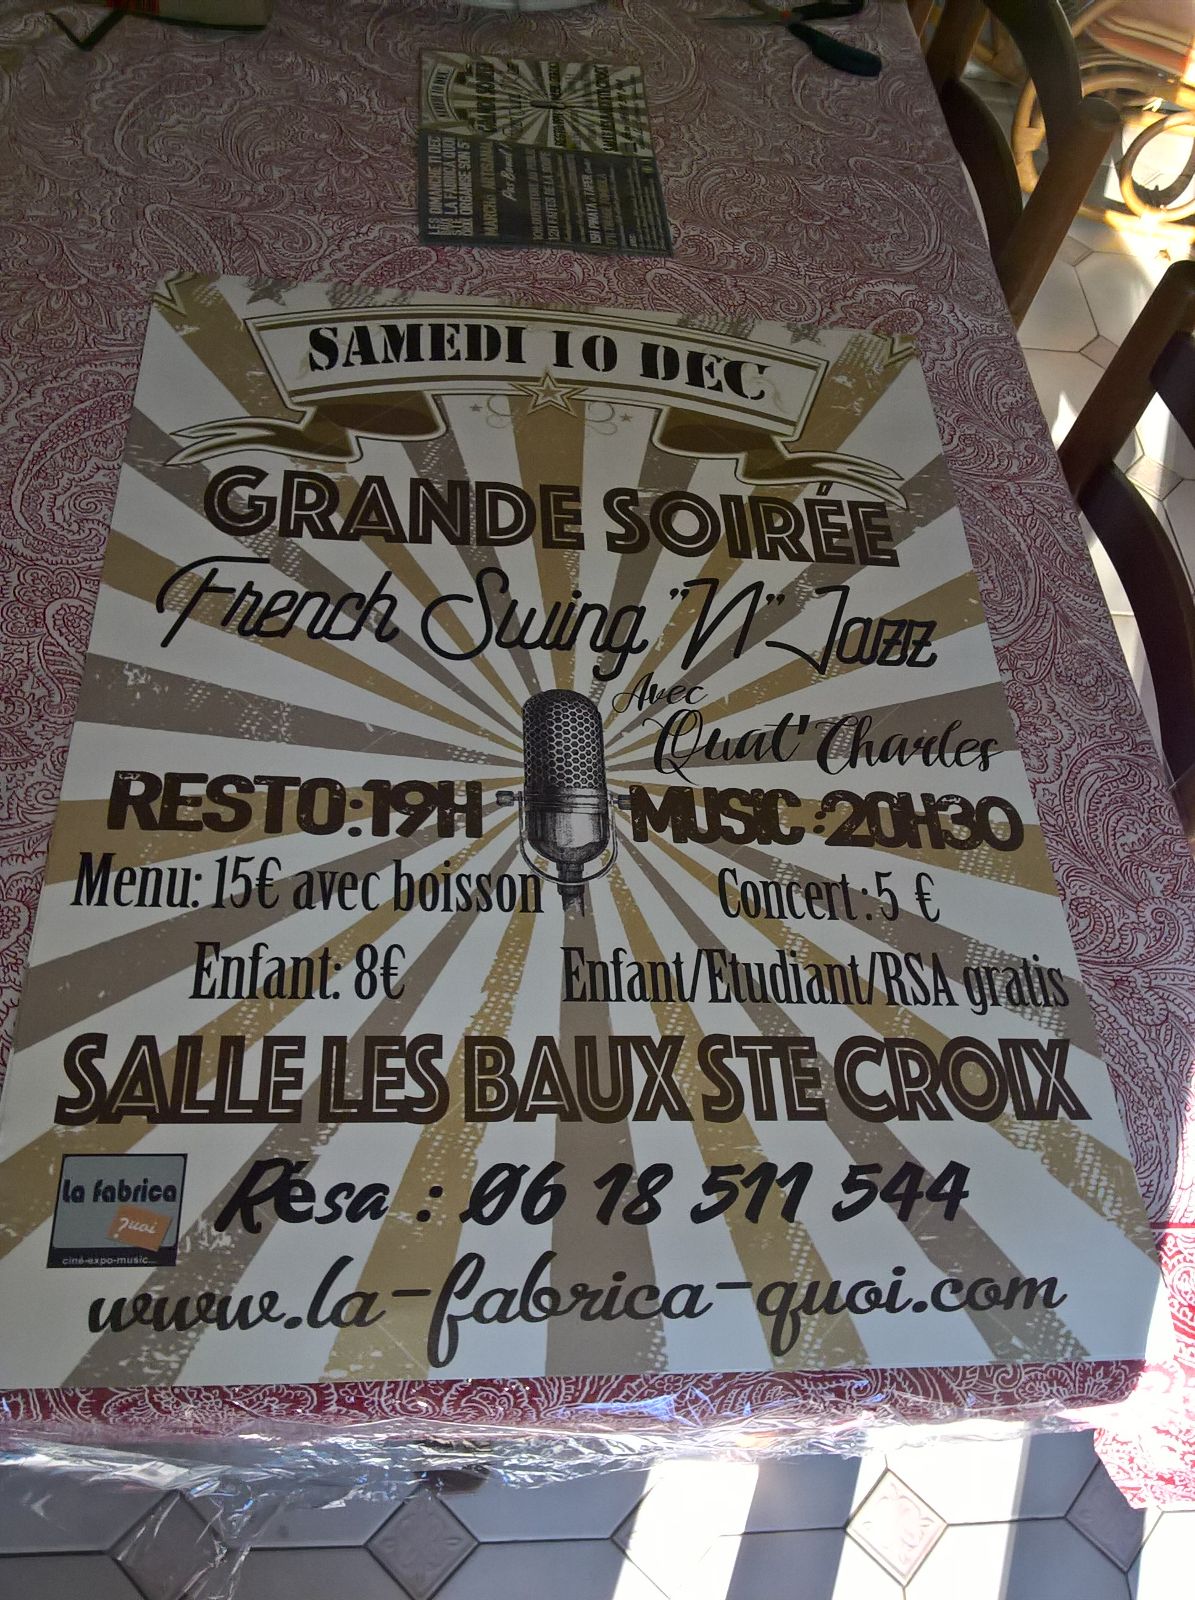 SAMEDI 10 DEC
GRANDE SOIRÉE
French Swing "N" Jazz
Avec
Quat' Charles
RESTO:19H
MUSIC:20H30
Menu: 15€ avec boisson
Concert: 5 €
Enfant: 8€
Enfant/Etudiant/RSA gratis
SALLE LES BAUX STE CROIX
la fabrica
quoi
ciné-expo-music...
Résa : 06 18 511 544
www.la-fabrica-quoi.com